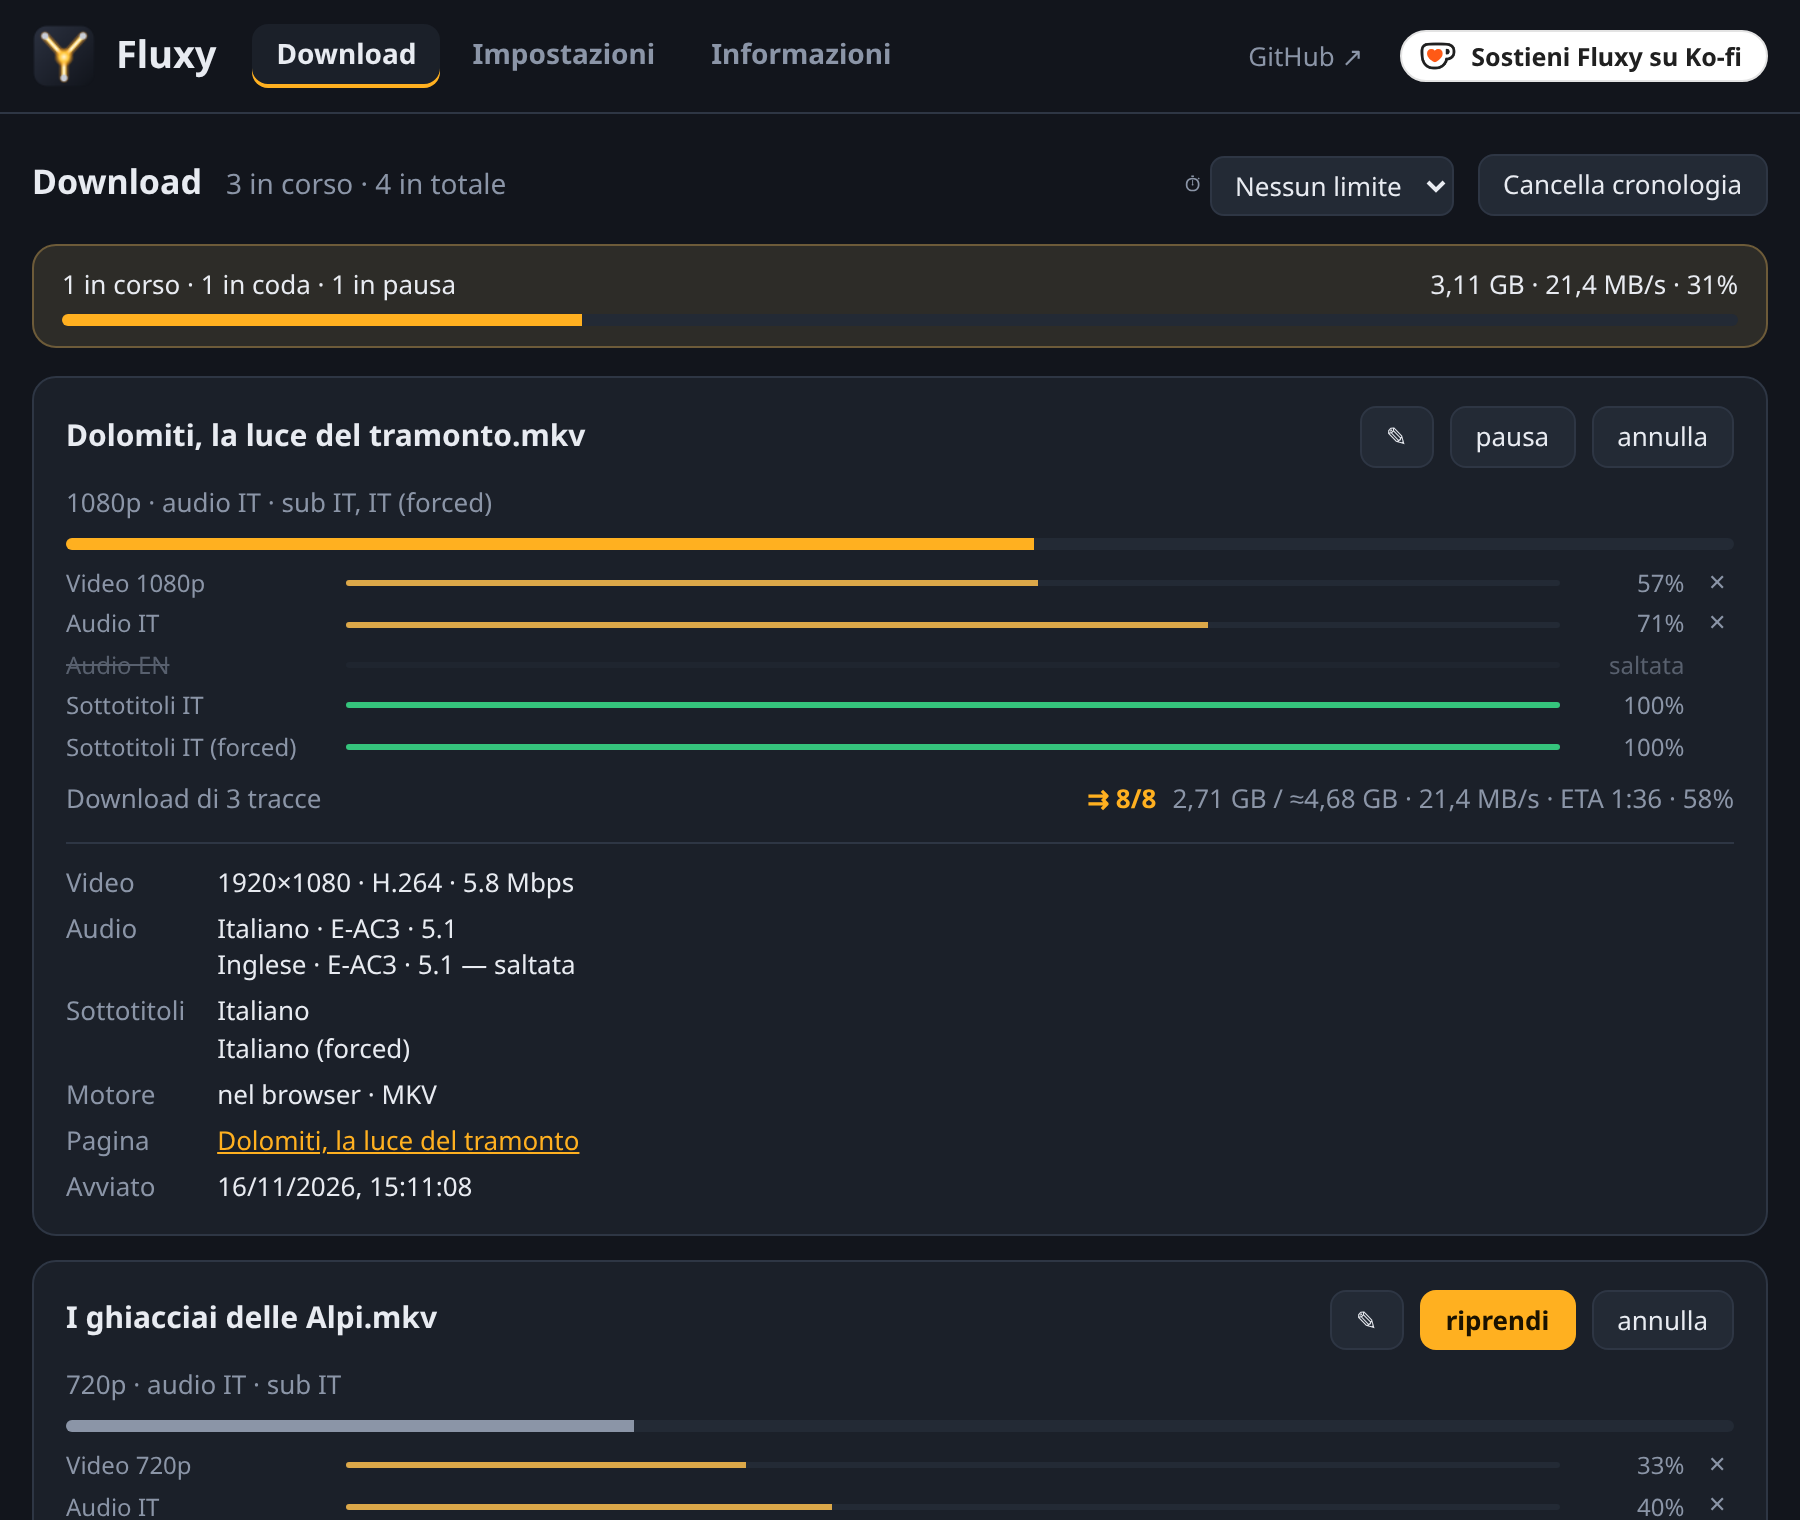 Fluxy
Download
Impostazioni
Informazioni
GitHub ↗
Sostieni Fluxy su Ko-fi
Download
3 in corso · 4 in totale
Nessun limite
Cancella cronologia
1 in corso · 1 in coda · 1 in pausa
3,11 GB · 21,4 MB/s · 31%
Dolomiti, la luce del tramonto.mkv
✎
pausa
annulla
1080p · audio IT · sub IT, IT (forced)
Video 1080p 57% ×
Audio IT 71% ×
Audio EN saltata
Sottotitoli IT 100%
Sottotitoli IT (forced) 100%
Download di 3 tracce
⇉ 8/8 2,71 GB / ≈4,68 GB · 21,4 MB/s · ETA 1:36 · 58%
Video 1920×1080 · H.264 · 5.8 Mbps
Audio Italiano · E-AC3 · 5.1
Inglese · E-AC3 · 5.1 — saltata
Sottotitoli Italiano
Italiano (forced)
Motore nel browser · MKV
Pagina Dolomiti, la luce del tramonto
Avviato 16/11/2026, 15:11:08
I ghiacciai delle Alpi.mkv
✎
riprendi
annulla
720p · audio IT · sub IT
Video 720p 33% ×
Audio IT 40% ×